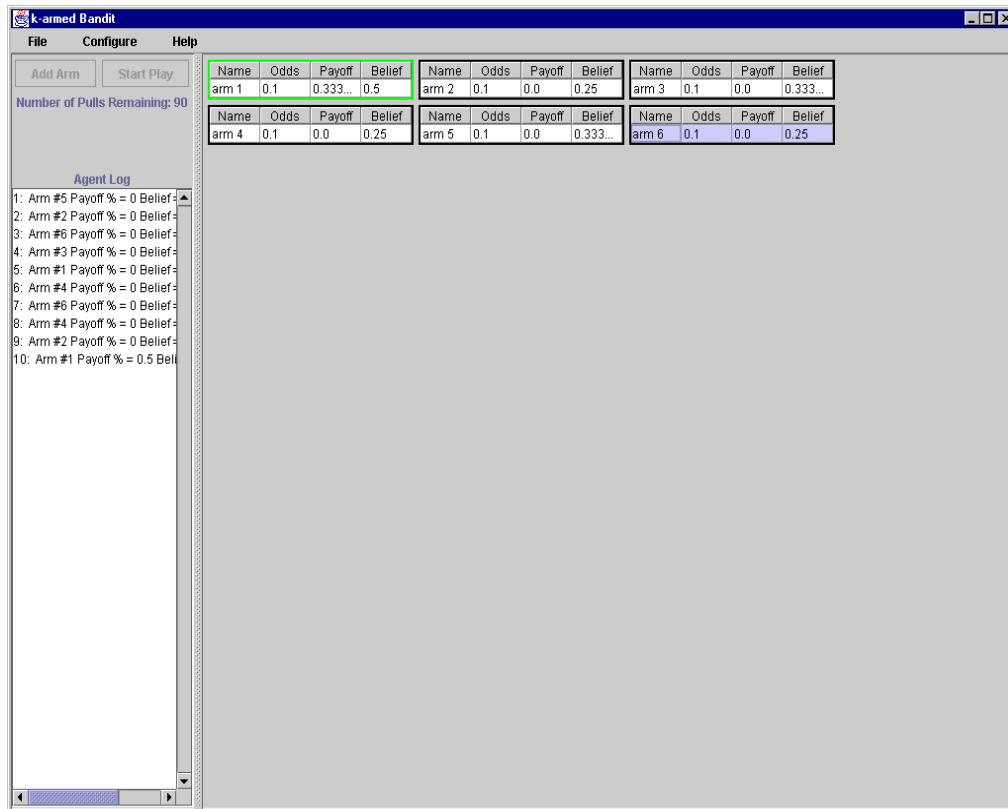 k-armed Bandit
File Configure Help
Add Arm Start Play
Number of Pulls Remaining: 90
Name Odds Payoff Belief
arm 1 0.1 0.333... 0.5
Name Odds Payoff Belief
arm 2 0.1 0.0 0.25
Name Odds Payoff Belief
arm 3 0.1 0.0 0.333...
Name Odds Payoff Belief
arm 4 0.1 0.0 0.25
Name Odds Payoff Belief
arm 5 0.1 0.0 0.333...
Name Odds Payoff Belief
arm 6 0.1 0.0 0.25
Agent Log
1: Arm #5 Payoff % = 0 Belief=
2: Arm #2 Payoff % = 0 Belief=
3: Arm #6 Payoff % = 0 Belief=
4: Arm #3 Payoff % = 0 Belief=
5: Arm #1 Payoff % = 0 Belief=
6: Arm #4 Payoff % = 0 Belief=
7: Arm #6 Payoff % = 0 Belief=
8: Arm #4 Payoff % = 0 Belief=
9: Arm #2 Payoff % = 0 Belief=
10: Arm #1 Payoff % = 0.5 Beli